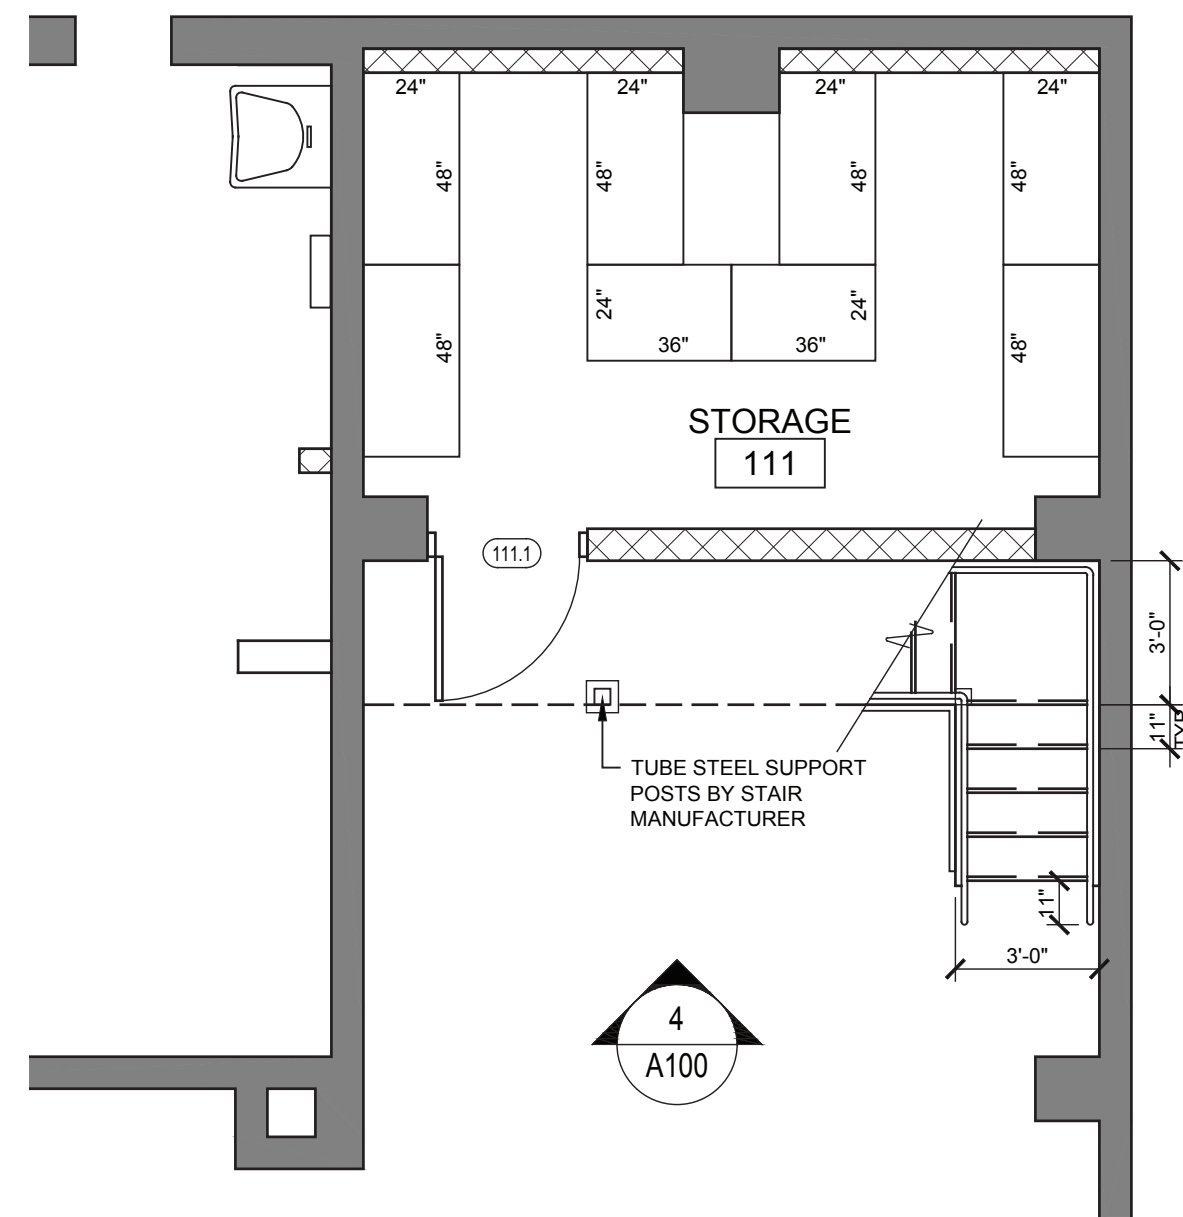 24" 24" 24" 24"
48" 48" 48" 48"
24" 24"
48" 36" 36" 48"
STORAGE
111
111.1
3'-0"
11"
TYP
TUBE STEEL SUPPORT
POSTS BY STAIR
MANUFACTURER
11"
3'-0"
4
A100